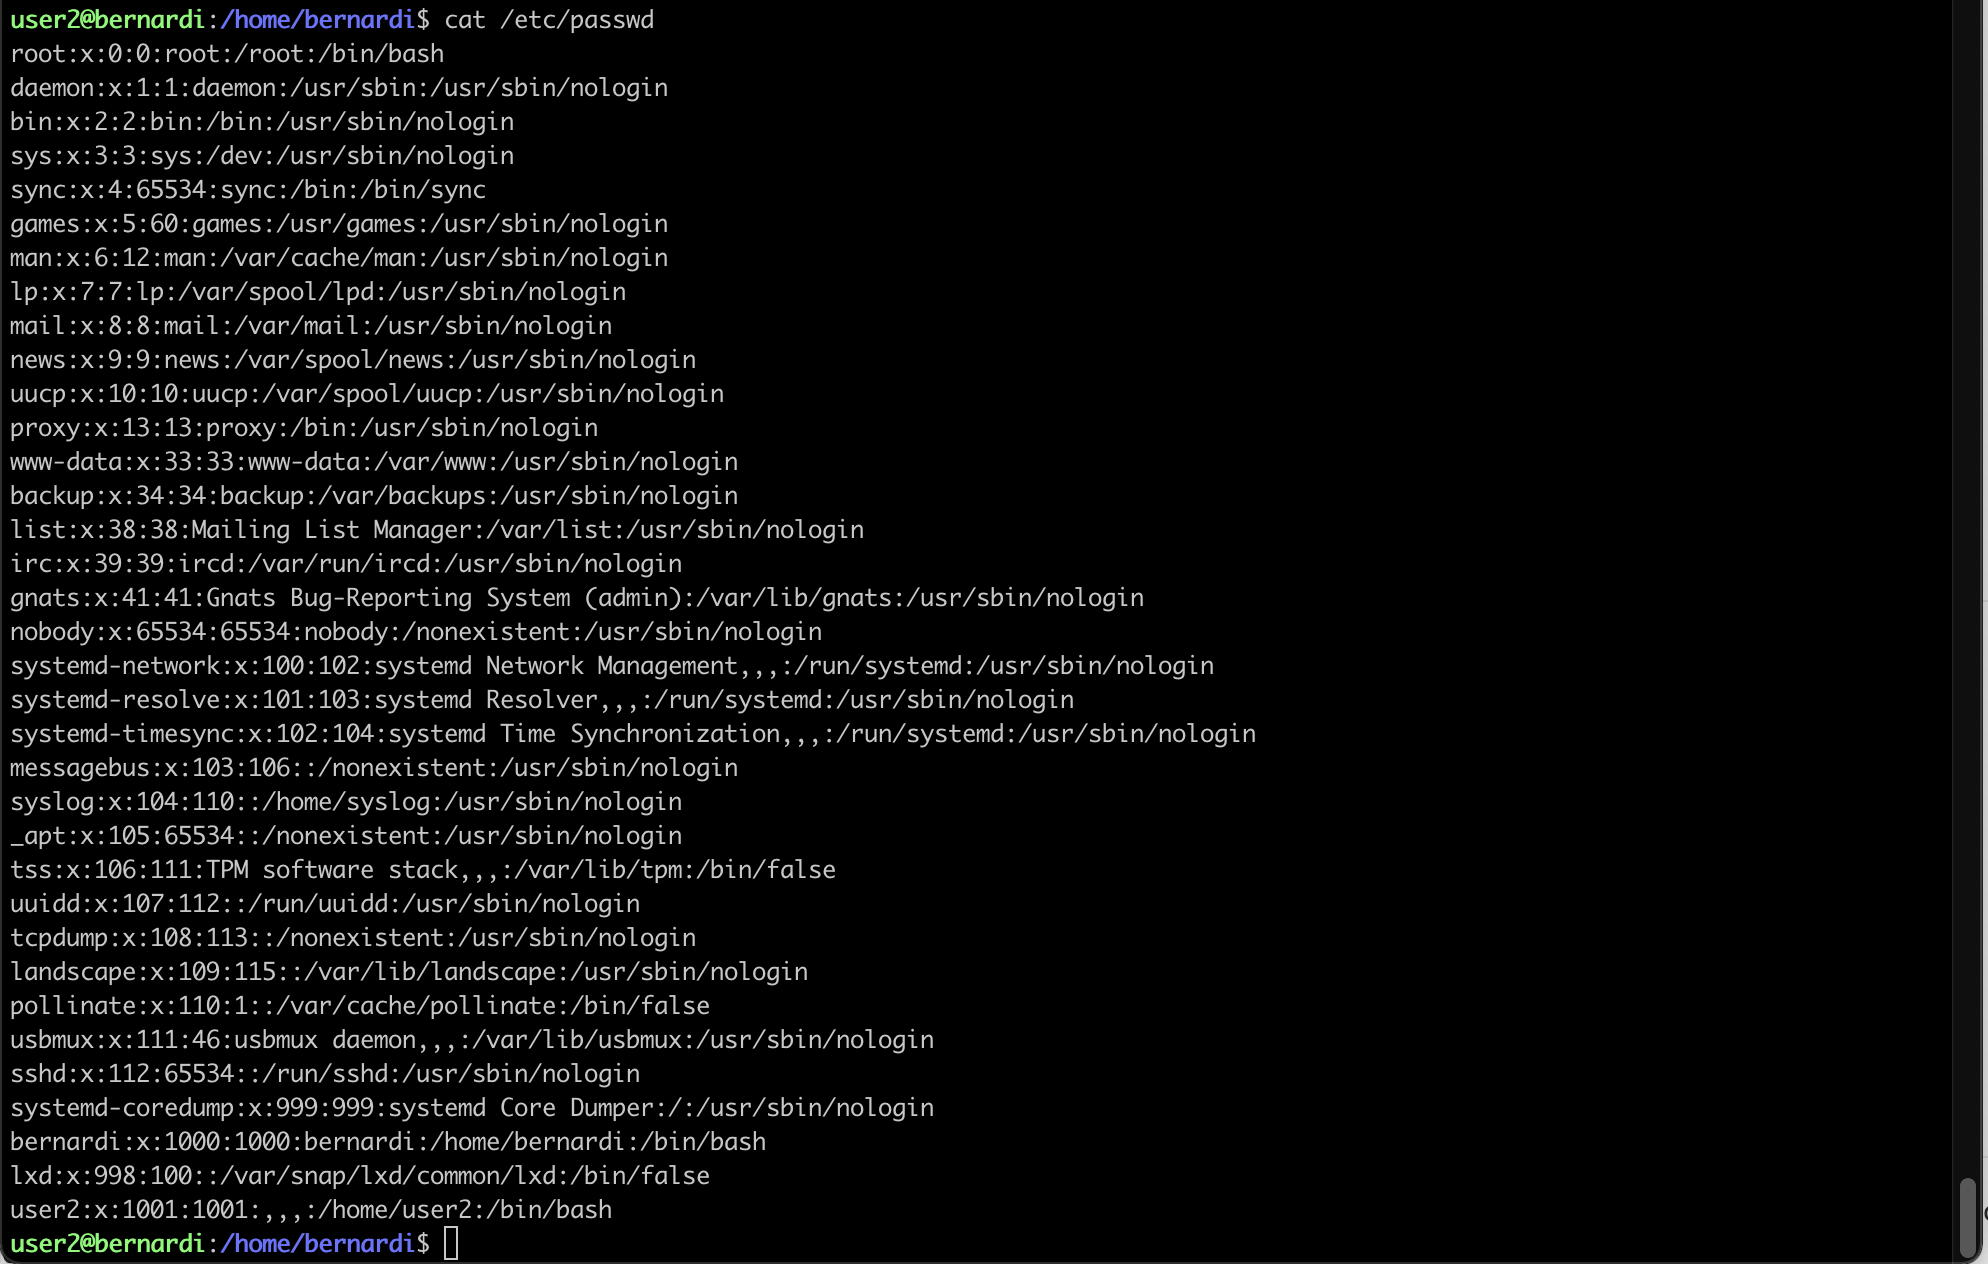 user2@bernardi:/home/bernardi$ cat /etc/passwd
root:x:0:0:root:/root:/bin/bash
daemon:x:1:1:daemon:/usr/sbin:/usr/sbin/nologin
bin:x:2:2:bin:/bin:/usr/sbin/nologin
sys:x:3:3:sys:/dev:/usr/sbin/nologin
sync:x:4:65534:sync:/bin:/bin/sync
games:x:5:60:games:/usr/games:/usr/sbin/nologin
man:x:6:12:man:/var/cache/man:/usr/sbin/nologin
lp:x:7:7:lp:/var/spool/lpd:/usr/sbin/nologin
mail:x:8:8:mail:/var/mail:/usr/sbin/nologin
news:x:9:9:news:/var/spool/news:/usr/sbin/nologin
uucp:x:10:10:uucp:/var/spool/uucp:/usr/sbin/nologin
proxy:x:13:13:proxy:/bin:/usr/sbin/nologin
www-data:x:33:33:www-data:/var/www:/usr/sbin/nologin
backup:x:34:34:backup:/var/backups:/usr/sbin/nologin
list:x:38:38:Mailing List Manager:/var/list:/usr/sbin/nologin
irc:x:39:39:ircd:/var/run/ircd:/usr/sbin/nologin
gnats:x:41:41:Gnats Bug-Reporting System (admin):/var/lib/gnats:/usr/sbin/nologin
nobody:x:65534:65534:nobody:/nonexistent:/usr/sbin/nologin
systemd-network:x:100:102:systemd Network Management,,,:/run/systemd:/usr/sbin/nologin
systemd-resolve:x:101:103:systemd Resolver,,,:/run/systemd:/usr/sbin/nologin
systemd-timesync:x:102:104:systemd Time Synchronization,,,:/run/systemd:/usr/sbin/nologin
messagebus:x:103:106::/nonexistent:/usr/sbin/nologin
syslog:x:104:110::/home/syslog:/usr/sbin/nologin
_apt:x:105:65534::/nonexistent:/usr/sbin/nologin
tss:x:106:111:TPM software stack,,,:/var/lib/tpm:/bin/false
uuidd:x:107:112::/run/uuidd:/usr/sbin/nologin
tcpdump:x:108:113::/nonexistent:/usr/sbin/nologin
landscape:x:109:115::/var/lib/landscape:/usr/sbin/nologin
pollinate:x:110:1::/var/cache/pollinate:/bin/false
usbmux:x:111:46:usbmux daemon,,,:/var/lib/usbmux:/usr/sbin/nologin
sshd:x:112:65534::/run/sshd:/usr/sbin/nologin
systemd-coredump:x:999:999:systemd Core Dumper:/:/usr/sbin/nologin
bernardi:x:1000:1000:bernardi:/home/bernardi:/bin/bash
lxd:x:998:100::/var/snap/lxd/common/lxd:/bin/false
user2:x:1001:1001:,,,:/home/user2:/bin/bash
user2@bernardi:/home/bernardi$